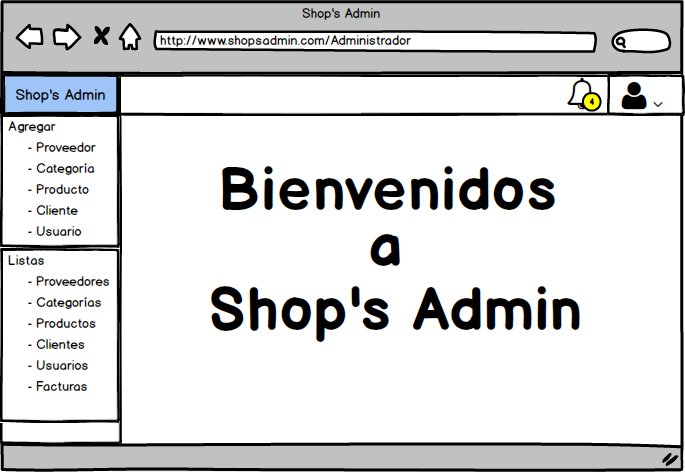 Shop's Admin
http://www.shopsadmin.com/Administrador
Shop's Admin
4
Agregar
- Proveedor
- Categoría
- Producto
- Cliente
- Usuario
Listas
- Proveedores
- Categorías
- Productos
- Clientes
- Usuarios
- Facturas
Bienvenidos
a
Shop's Admin